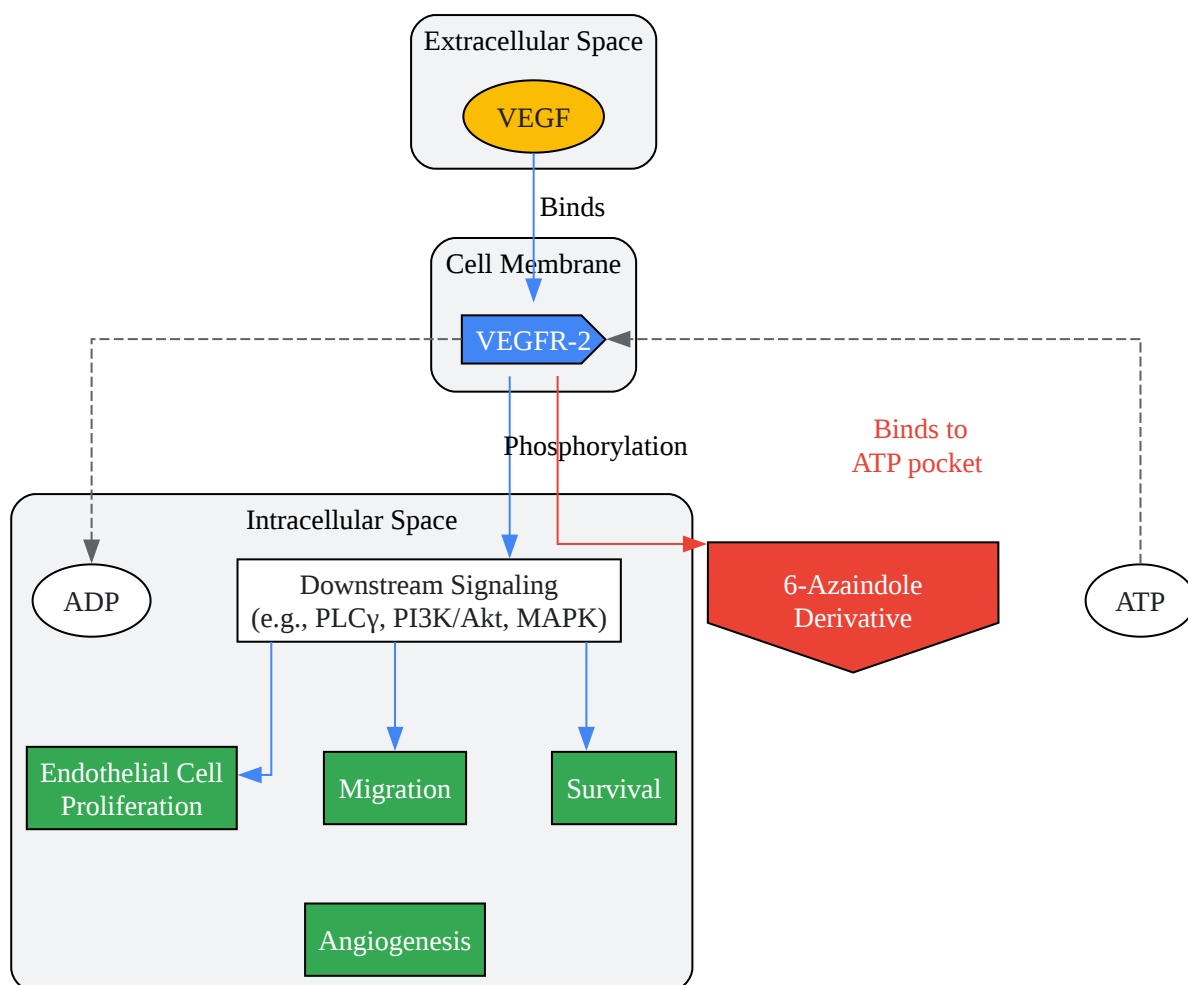 Extracellular Space
VEGF
Binds
Cell Membrane
VEGFR-2
Phosphorylation
Binds to
ATP pocket
Intracellular Space
ADP
Downstream Signaling
(e.g., PLCγ, PI3K/Akt, MAPK)
6-Azaindole
Derivative
ATP
Endothelial Cell
Proliferation
Migration
Survival
Angiogenesis